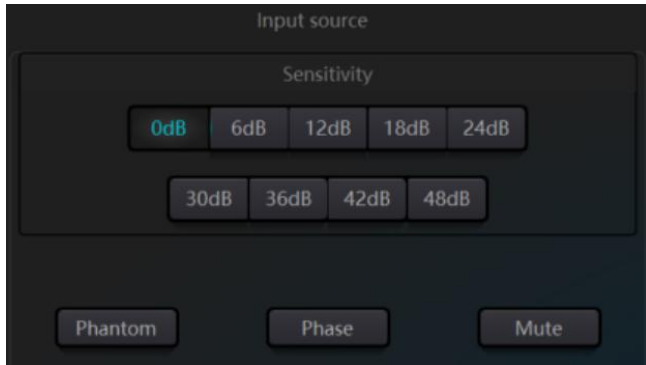 Input source
Sensitivity
0dB 6dB 12dB 18dB 24dB
30dB 36dB 42dB 48dB
Phantom Phase Mute